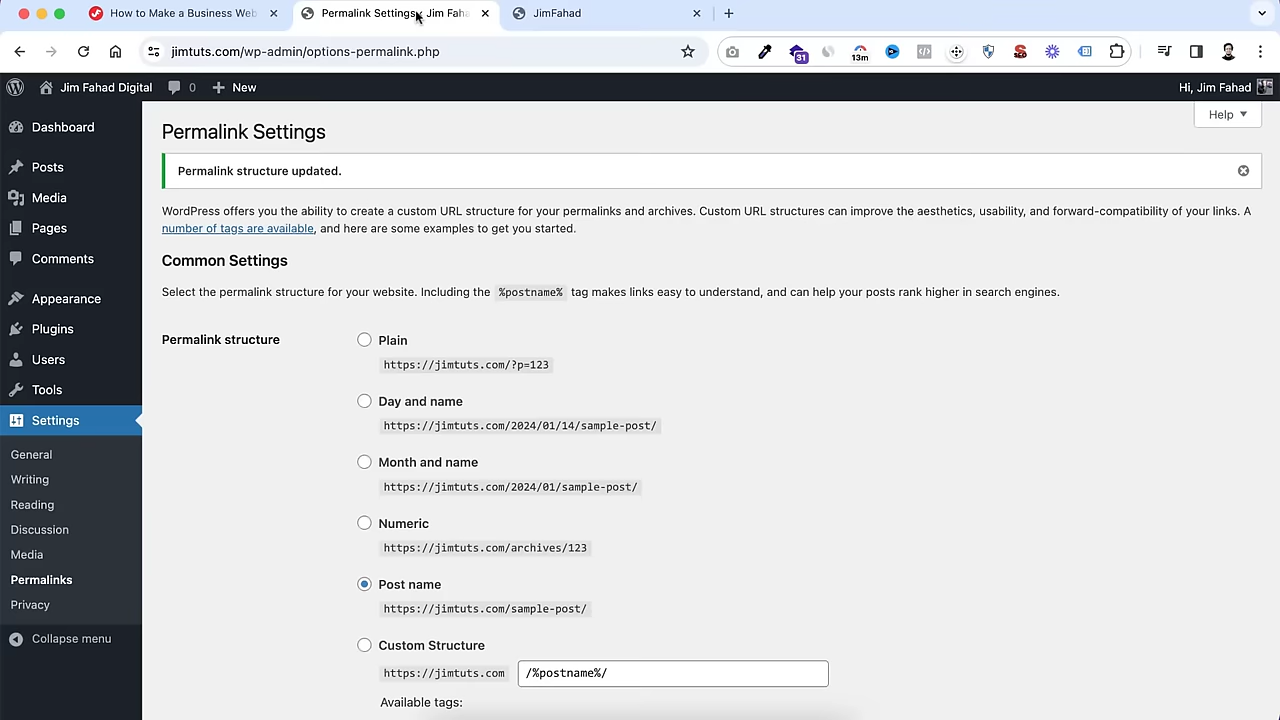 How to Make a Business Web
Permalink Settings
Jim Faha
JimFahad
jimtuts.com/wp-admin/options-permalink.php
31
13m
Jim Fahad Digital
0
New
Hi, Jim Fahad
Dashboard
Posts
Media
Pages
Comments
Appearance
Plugins
Users
Tools
Settings
General
Writing
Reading
Discussion
Media
Permalinks
Privacy
Collapse menu
Help
Permalink Settings
Permalink structure updated.
WordPress offers you the ability to create a custom URL structure for your permalinks and archives. Custom URL structures can improve the aesthetics, usability, and forward-compatibility of your links. A
number of tags are available, and here are some examples to get you started.
Common Settings
Select the permalink structure for your website. Including the %postname% tag makes links easy to understand, and can help your posts rank higher in search engines.
Permalink structure
Plain
https://jimtuts.com/?p=123
Day and name
https://jimtuts.com/2024/01/14/sample-post/
Month and name
https://jimtuts.com/2024/01/sample-post/
Numeric
https://jimtuts.com/archives/123
Post name
https://jimtuts.com/sample-post/
Custom Structure
https://jimtuts.com /%postname%/
Available tags: